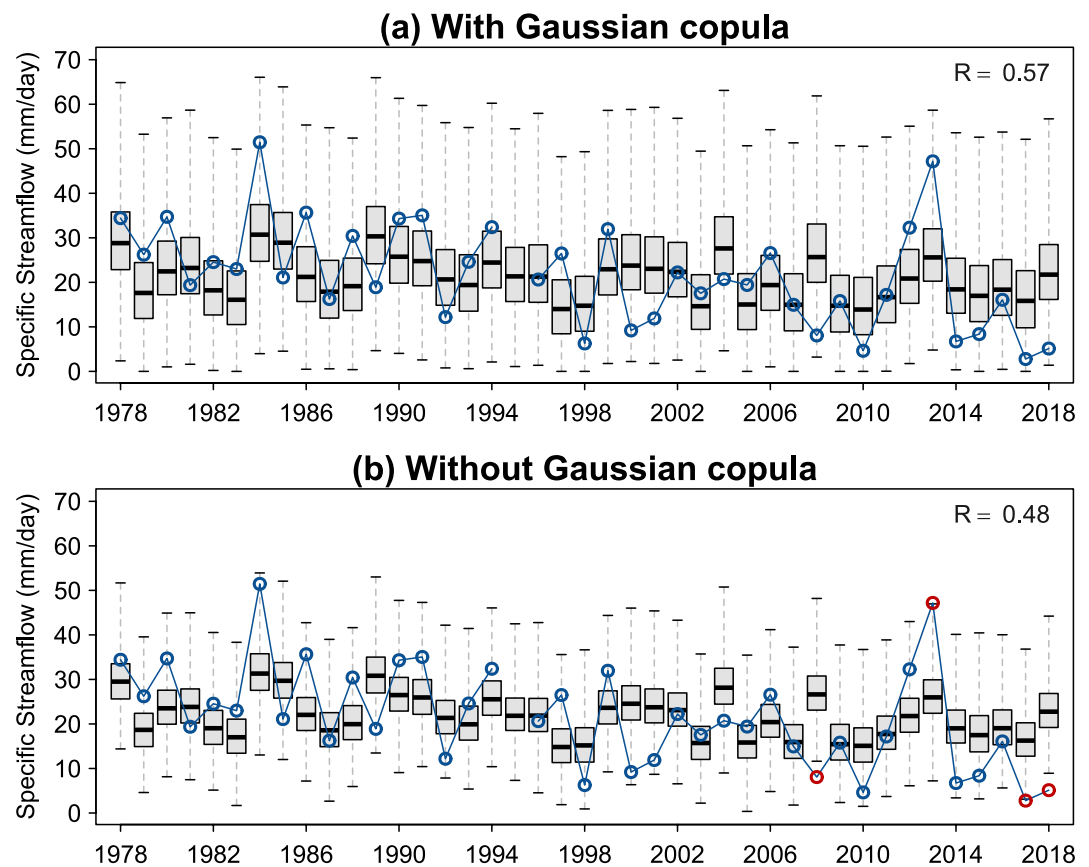 (a) With Gaussian copula
R = 0.57
Specific Streamflow (mm/day)
70
60
50
40
30
20
10
0
1978 1982 1986 1990 1994 1998 2002 2006 2010 2014 2018
(b) Without Gaussian copula
R = 0.48
Specific Streamflow (mm/day)
70
60
50
40
30
20
10
0
1978 1982 1986 1990 1994 1998 2002 2006 2010 2014 2018